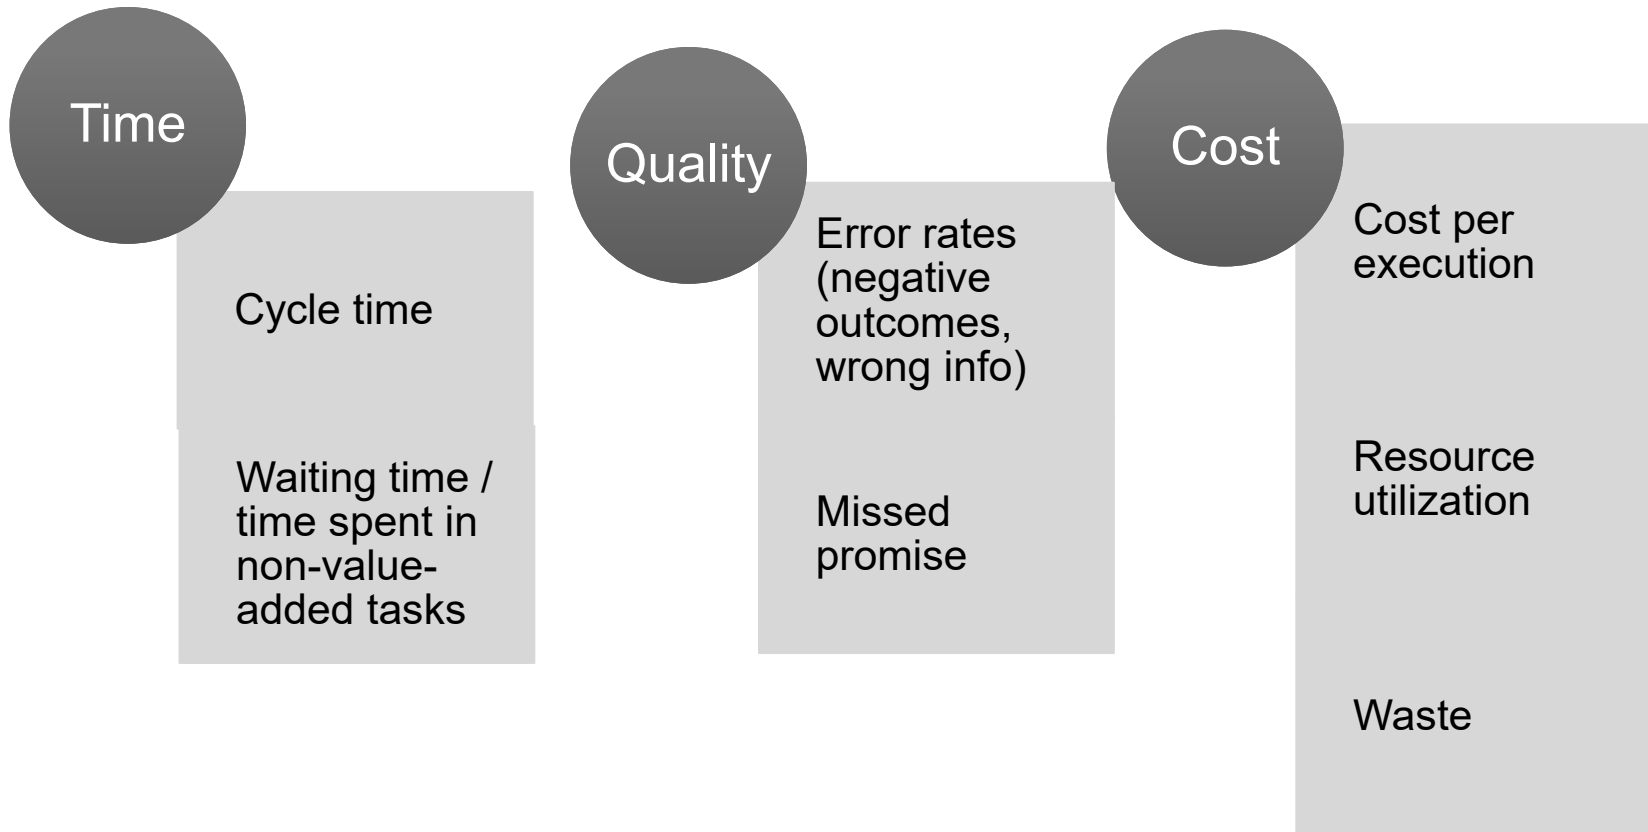 Time
Cycle time
Waiting time /
time spent in
non-value-
added tasks
Quality
Error rates
(negative
outcomes,
wrong info)
Missed
promise
Cost
Cost per
execution
Resource
utilization
Waste